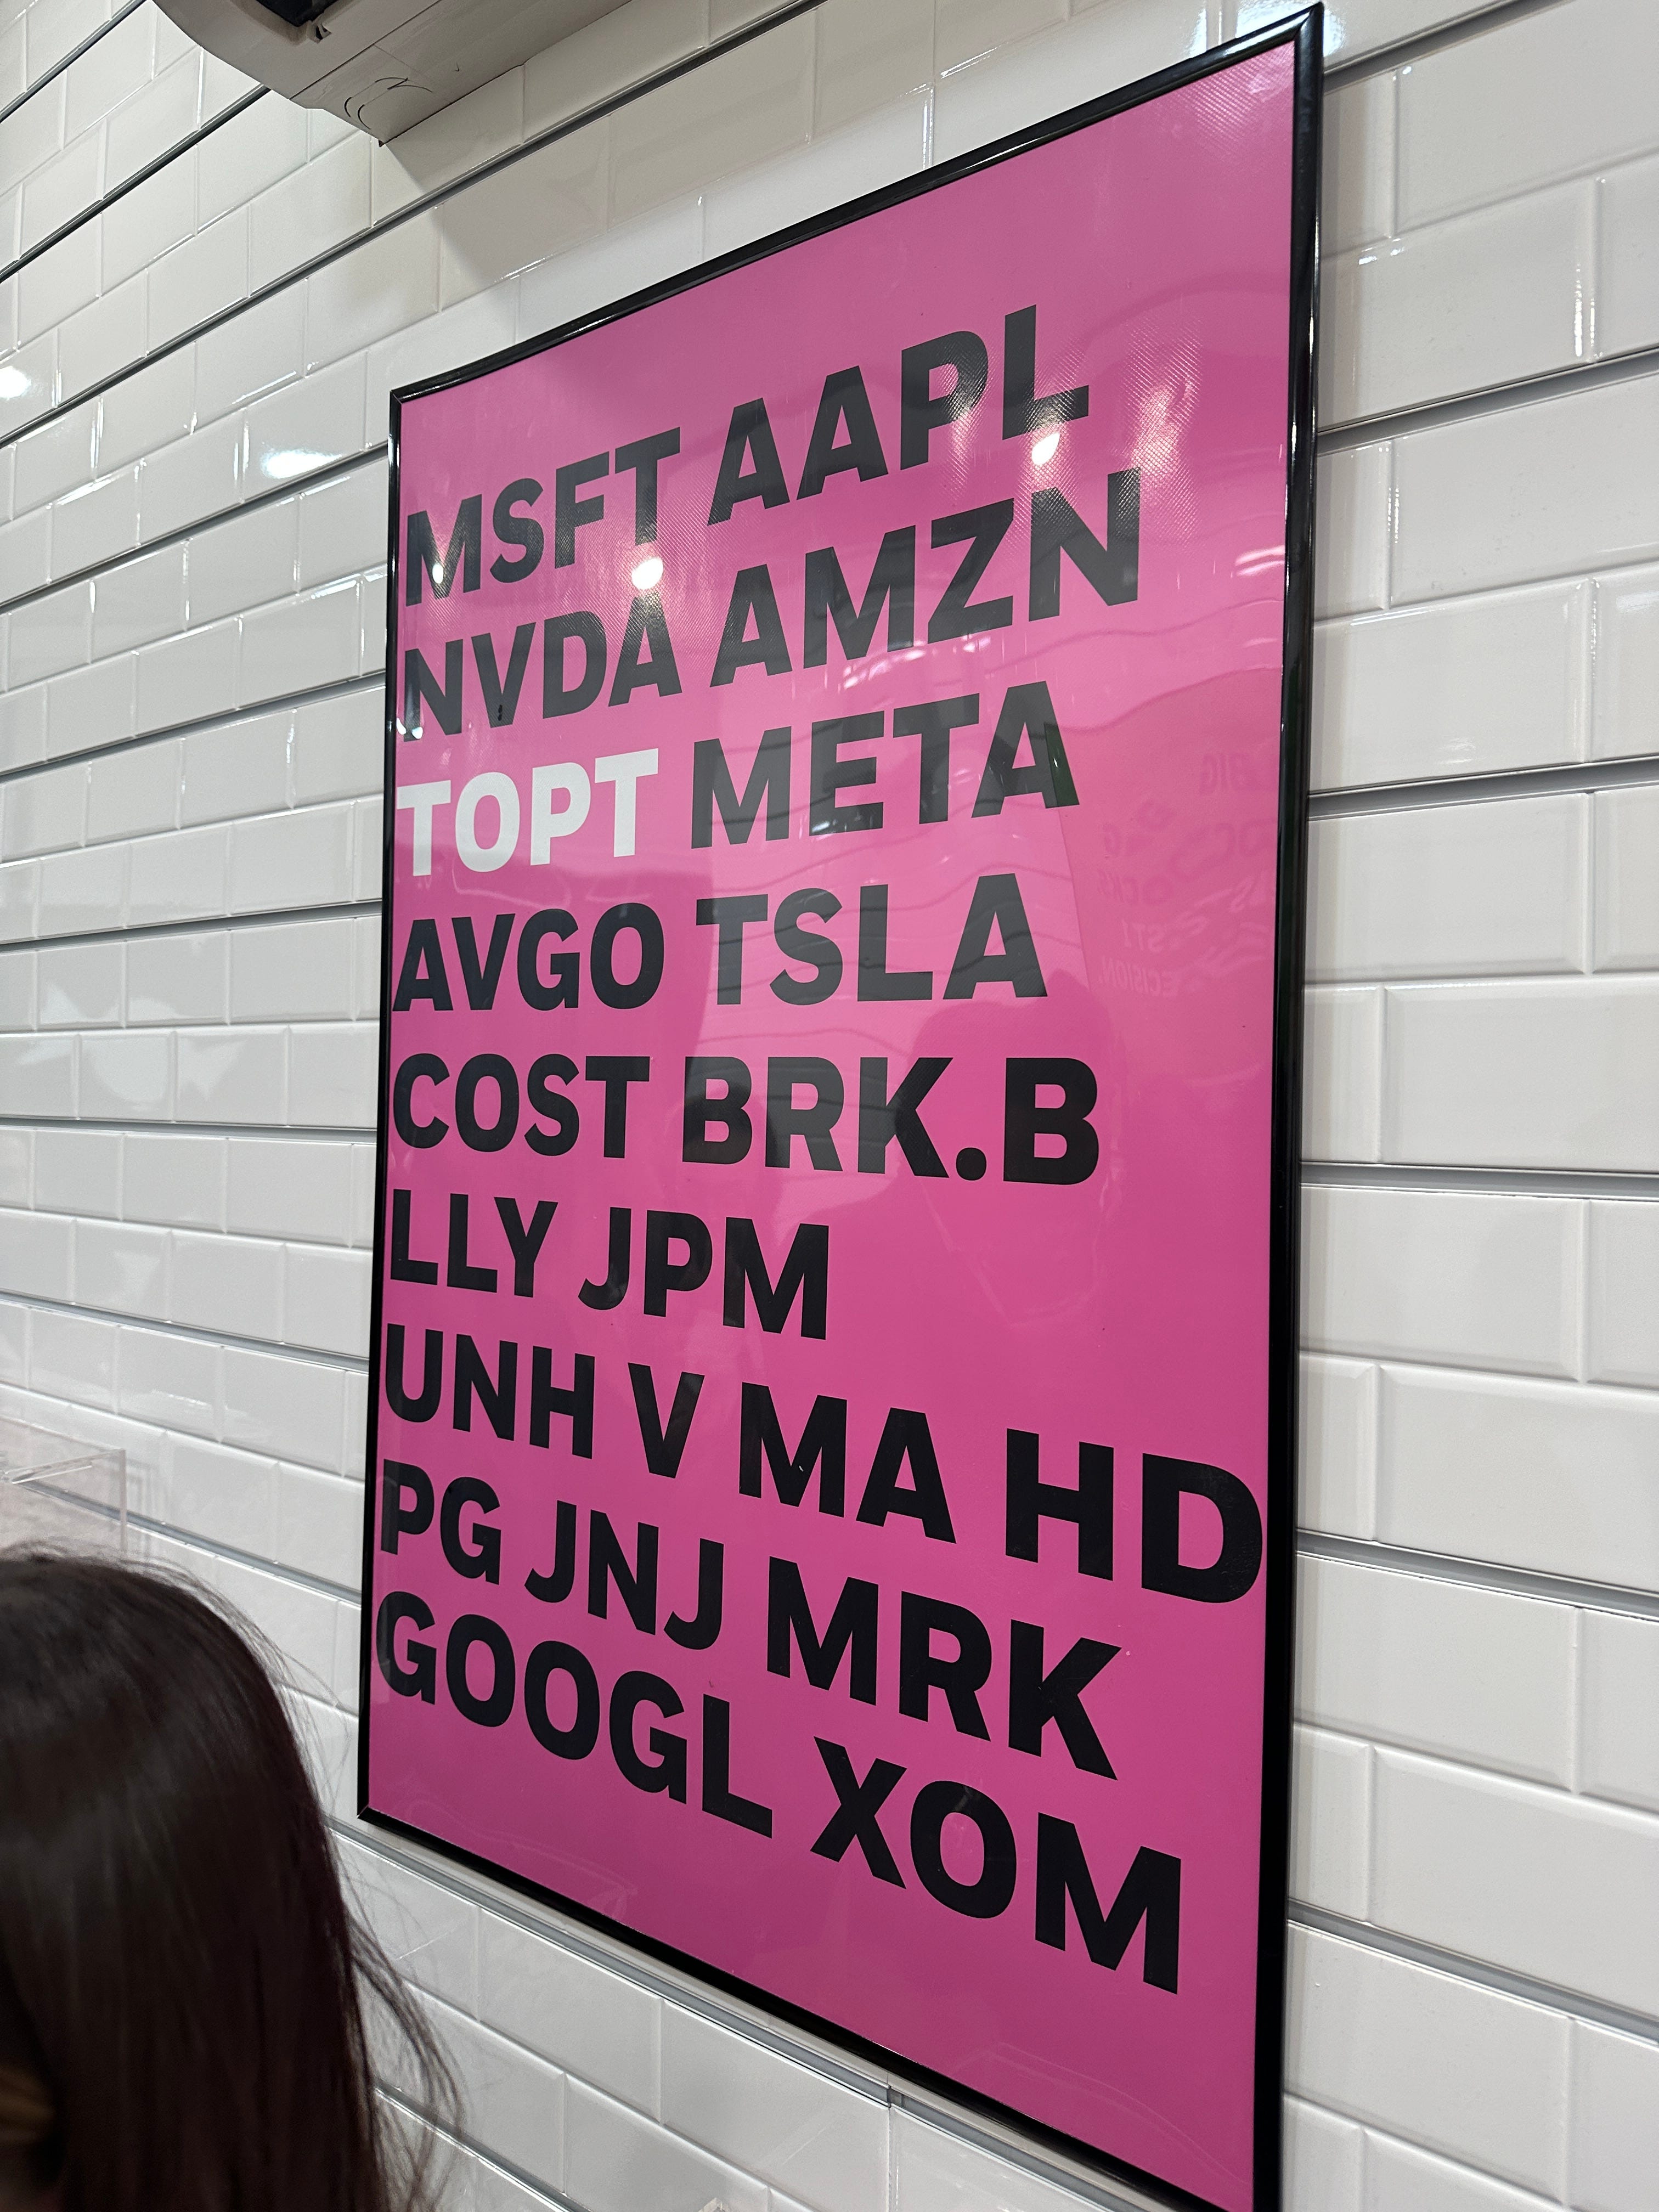 MSFT AAPL
NVDA AMZN
TOPT META
AVGO TSLA
COST BRK.B
LLY JPM
UNH V MA HD
PG JNJ MRK
GOOGL XOM